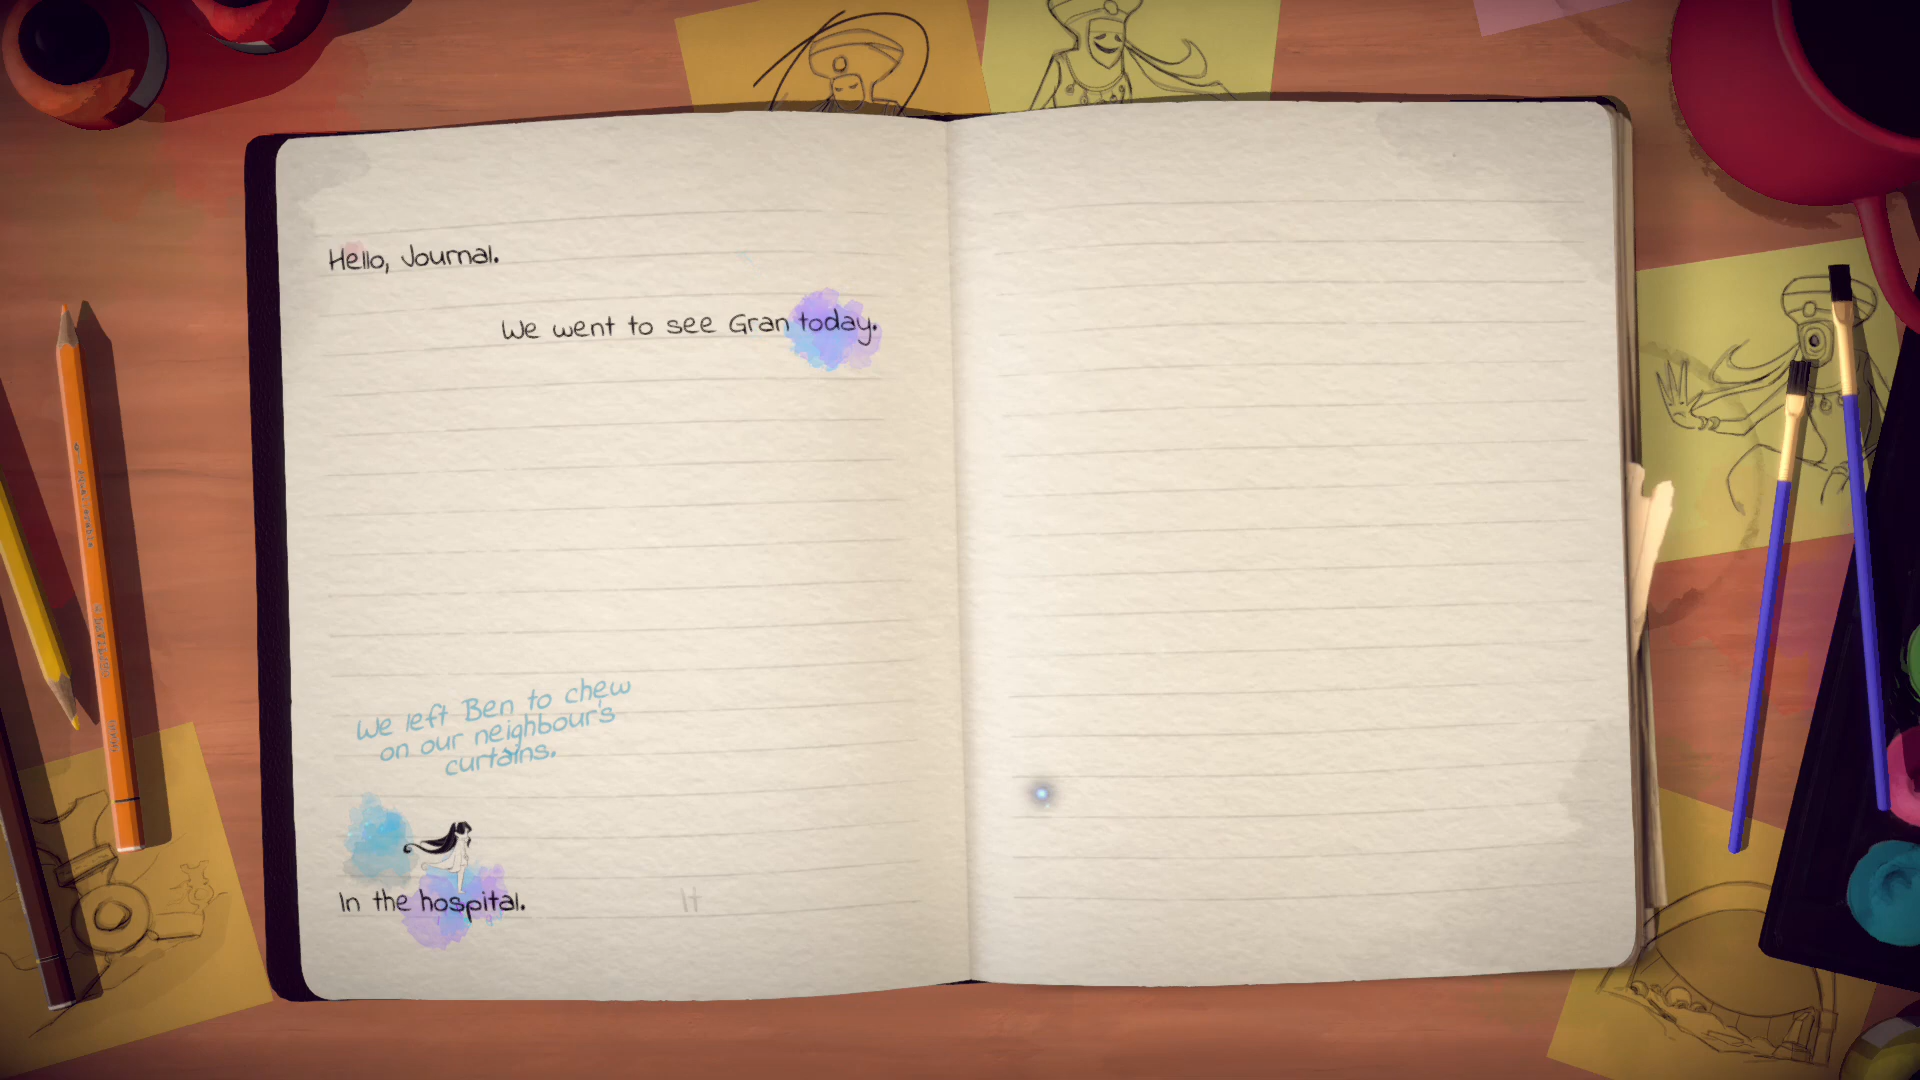 Hello, Journal.
We went to see Gran today.
We left Ben to chew
on our neighbour's
curtains.
In the hospital.
It